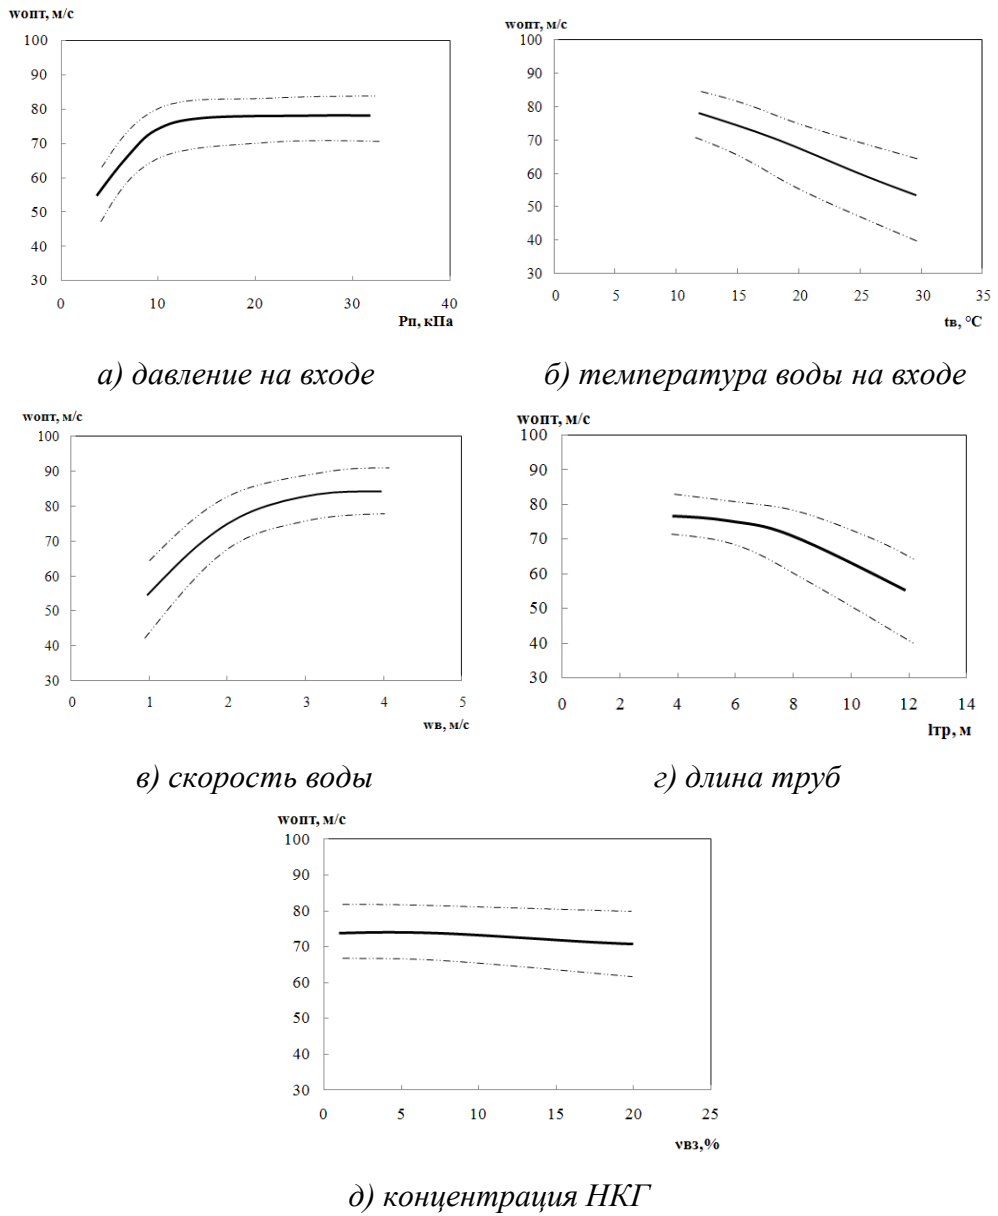 wопт, м/с
100
90
80
70
60
50
40
30
0 10 20 30 40
Рп, кПа
а) давление на входе
wопт, м/с
100
90
80
70
60
50
40
30
0 5 10 15 20 25 30 35
tв, °С
б) температура воды на входе
wопт, м/с
100
90
80
70
60
50
40
30
0 1 2 3 4 5
wв, м/с
в) скорость воды
wопт, м/с
100
90
80
70
60
50
40
30
0 2 4 6 8 10 12 14
lтр, м
г) длина труб
wопт, м/с
100
90
80
70
60
50
40
30
0 5 10 15 20 25
νвз,%
д) концентрация НКГ